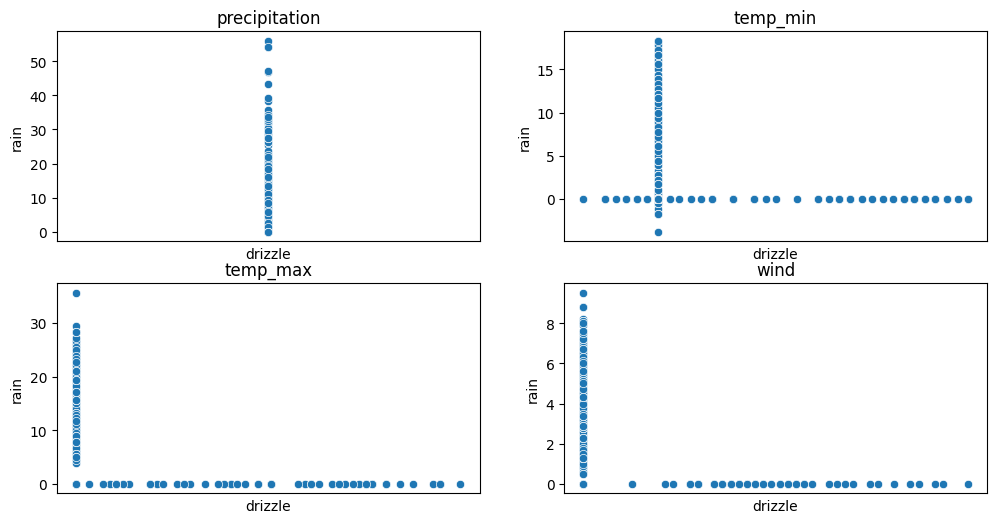 precipitation
rain
50
40
30
20
10
0
drizzle
temp_min
rain
15
10
5
0
drizzle
temp_max
rain
30
20
10
0
drizzle
wind
rain
8
6
4
2
0
drizzle